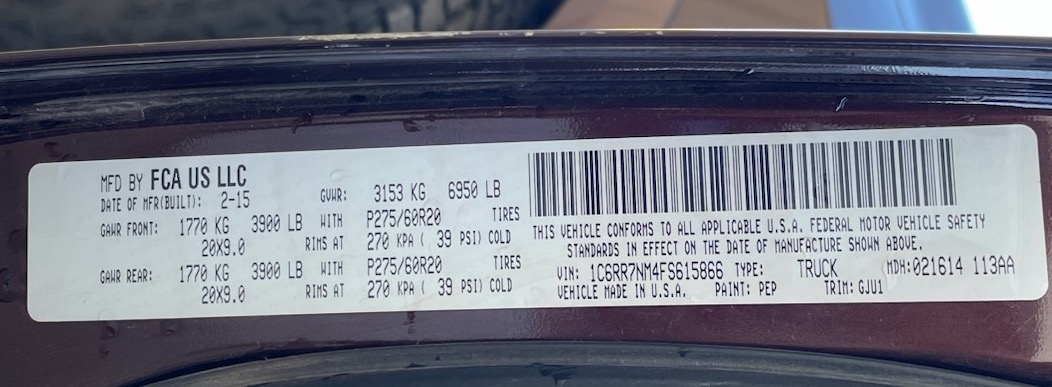 MFD BY FCA US LLC
DATE OF MFR(BUILT): 2-15 GVWR: 3153 KG 6950 LB
GAWR FRONT: 1770 KG 3900 LB WITH P275/60R20 TIRES
20X9.0 RIMS AT 270 KPA ( 39 PSI) COLD
GAWR REAR: 1770 KG 3900 LB WITH P275/60R20 TIRES
20X9.0 RIMS AT 270 KPA ( 39 PSI) COLD
THIS VEHICLE CONFORMS TO ALL APPLICABLE U.S.A. FEDERAL MOTOR VEHICLE SAFETY
STANDARDS IN EFFECT ON THE DATE OF MANUFACTURE SHOWN ABOVE.
VIN: 1C6RR7NM4FS615866 TYPE: TRUCK MDH:021614 113AA
VEHICLE MADE IN U.S.A. PAINT: PEP TRIM: GJU1